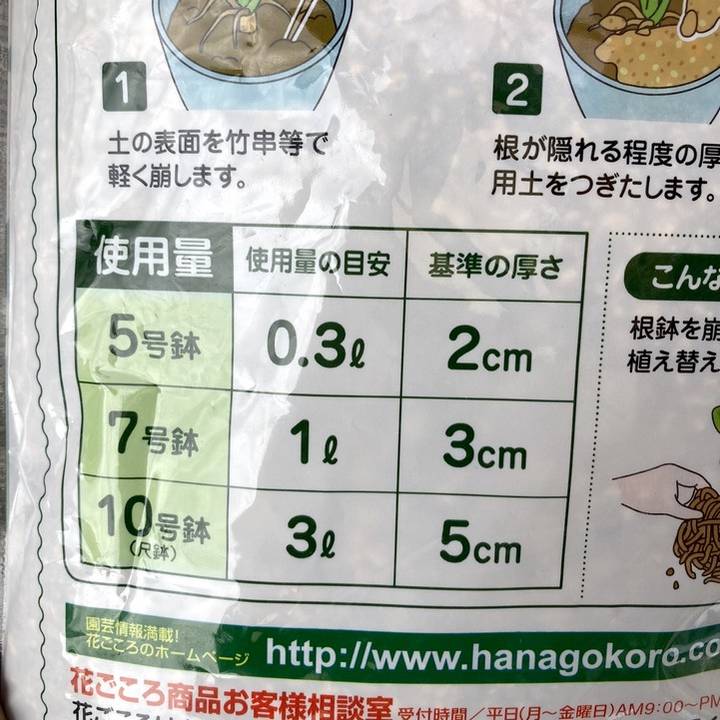 1
土の表面を竹串等で
軽く崩します。
2
根が隠れる程度の厚
用土をつぎたします。
使用量 使用量の目安 基準の厚さ
5号鉢 0.3ℓ 2cm
7号鉢 1ℓ 3cm
10号鉢 3ℓ 5cm
(尺鉢)
こんな
根鉢を崩
植え替え
園芸情報満載!
花ごころのホームページ
http://www.hanagokoro.co
花ごころ商品お客様相談室 受付時間/平日(月~金曜日)AM9:00~PM